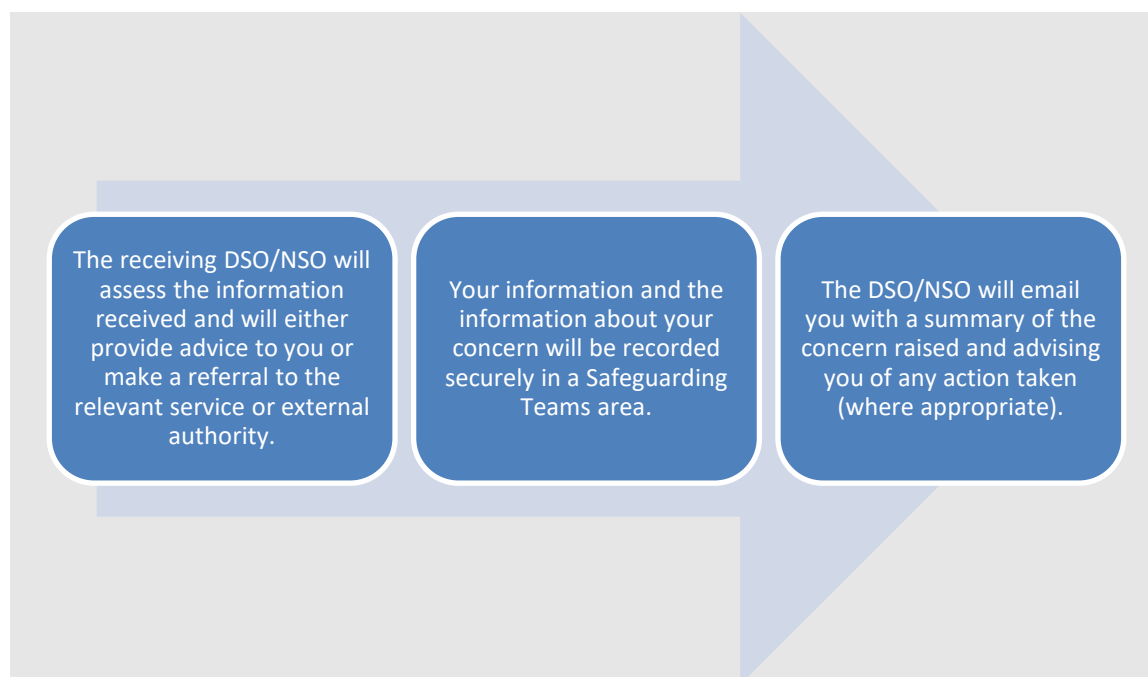 The receiving DSO/NSO will
assess the information
received and will either
provide advice to you or
make a referral to the
relevant service or external
authority.
Your information and the
information about your
concern will be recorded
securely in a Safeguarding
Teams area.
The DSO/NSO will email
you with a summary of the
concern raised and advising
you of any action taken
(where appropriate).